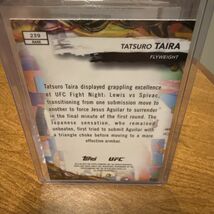 239
BASE
TATSURO TAIRA
FLYWEIGHT
Tatsuro Taira displayed grappling excellence
at UFC Fight Night: Lewis vs Spivac,
transitioning from one submission move to
another to force Jesus Aguilar to surrender
in the final minute of the first round. The
Japanese sensation, who remained
unbeaten, first tried to submit Aguilar with
a triangle choke before moving to a more
effective armbar.
Topps UFC